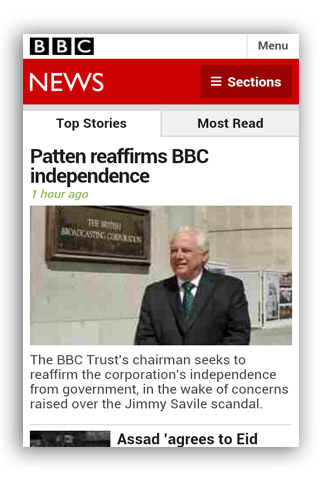 BBC
Menu
NEWS
Sections
Top Stories
Most Read
Patten reaffirms BBC
independence
1 hour ago
THE BRITISH
BROADCASTING CORPORATION
The BBC Trust's chairman seeks to
reaffirm the corporation's independence
from government, in the wake of concerns
raised over the Jimmy Savile scandal.
Assad 'agrees to Eid